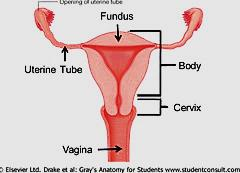 Opening of uterine tube
Fundus
Uterine Tube
Body
Cervix
Vagina
© Elsevier Ltd. Drake et al: Gray's Anatomy for Students www.studentconsult.com